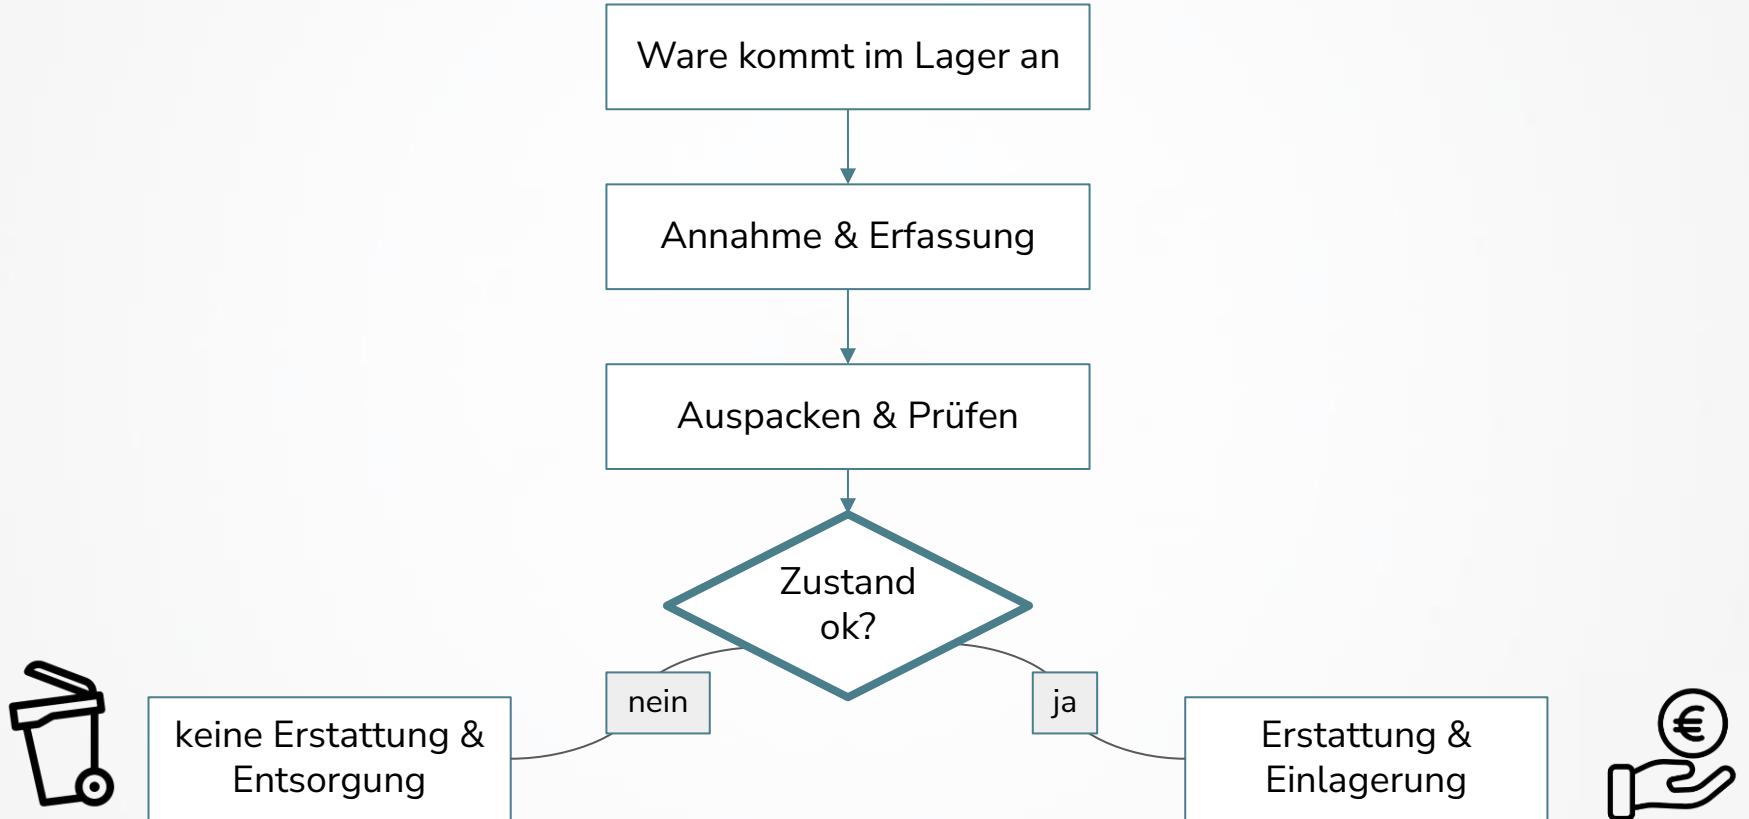 Ware kommt im Lager an
Annahme & Erfassung
Auspacken & Prüfen
Zustand
ok?
nein
ja
keine Erstattung &
Entsorgung
Erstattung &
Einlagerung
€